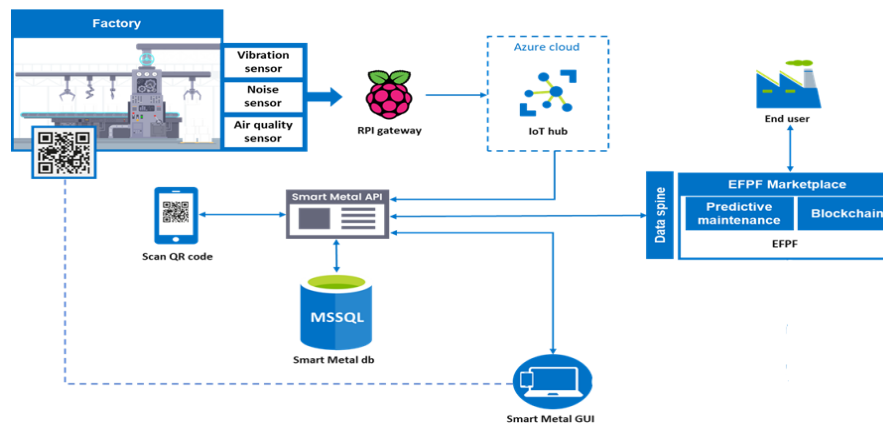 Factory
Vibration
sensor
Noise
sensor
Air quality
sensor
RPI gateway
Azure cloud
IoT hub
End user
Smart Metal API
Scan QR code
MSSQL
Smart Metal db
Data spine
EFPF Marketplace
Predictive
maintenance
Blockchain
EFPF
Smart Metal GUI